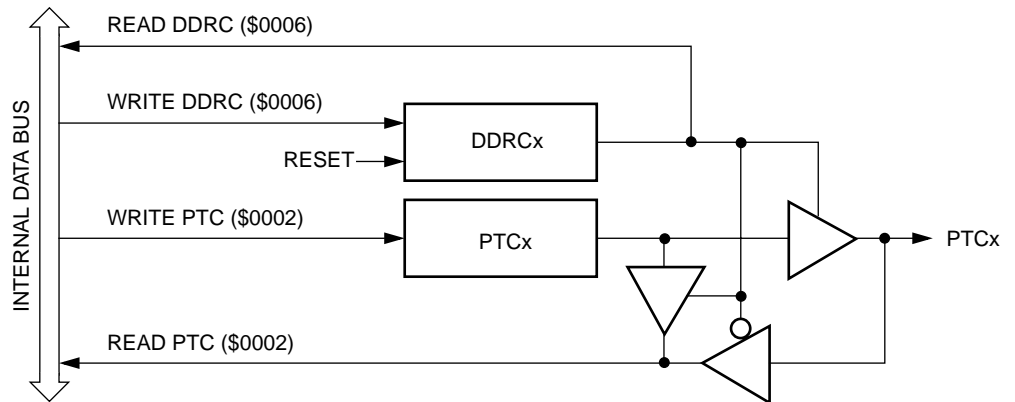 READ DDRC ($0006)
WRITE DDRC ($0006)
DDRCx
RESET
INTERNAL DATA BUS
WRITE PTC ($0002)
PTCx
PTCx
READ PTC ($0002)